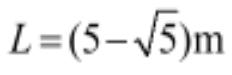 L = (5−√5)m